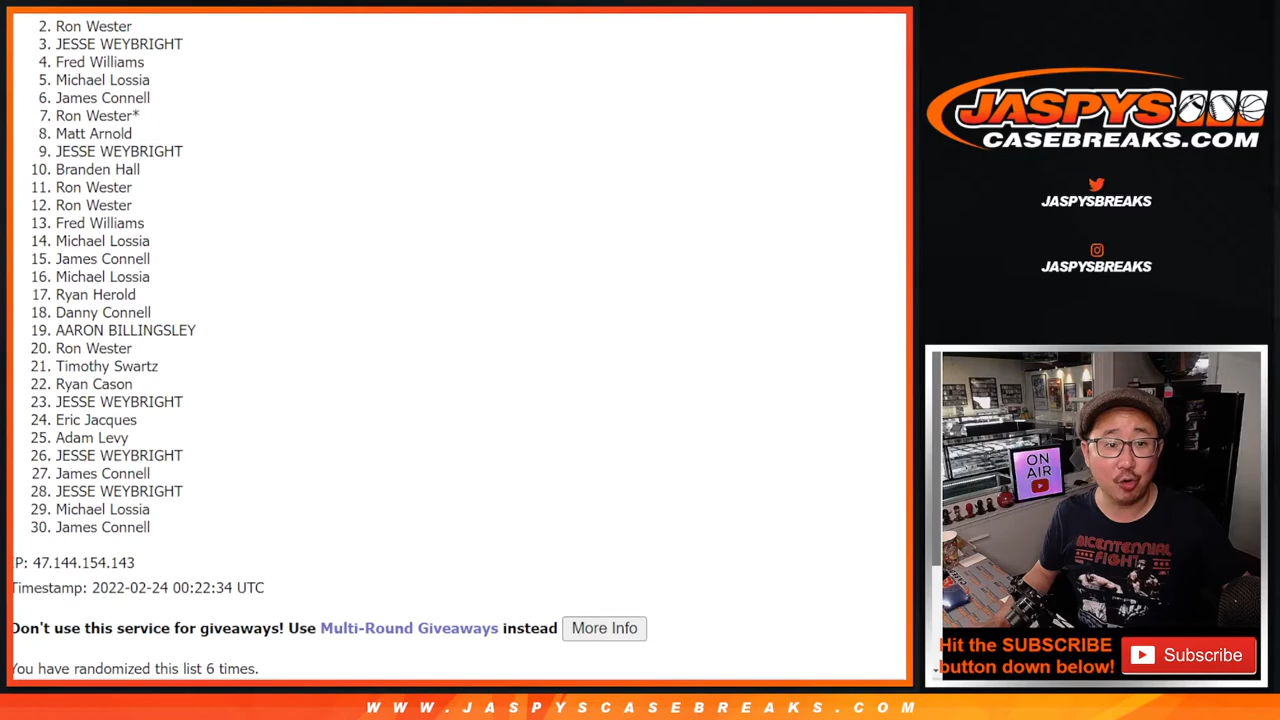 2. Ron Wester
3. JESSE WEYBRIGHT
4. Fred Williams
5. Michael Lossia
6. James Connell
7. Ron Wester*
8. Matt Arnold
9. JESSE WEYBRIGHT
10. Branden Hall
11. Ron Wester
12. Ron Wester
13. Fred Williams
14. Michael Lossia
15. James Connell
16. Michael Lossia
17. Ryan Herold
18. Danny Connell
19. AARON BILLINGSLEY
20. Ron Wester
21. Timothy Swartz
22. Ryan Cason
23. JESSE WEYBRIGHT
24. Eric Jacques
25. Adam Levy
26. JESSE WEYBRIGHT
27. James Connell
28. JESSE WEYBRIGHT
29. Michael Lossia
30. James Connell
IP: 47.144.154.143
Timestamp: 2022-02-24 00:22:34 UTC
Don't use this service for giveaways! Use Multi-Round Giveaways instead More Info
You have randomized this list 6 times.
JASPYS
CASEBREAKS.COM
JASPYSBREAKS
JASPYSBREAKS
ON
AIR
BICENTENNIAL
FIGHT
Hit the SUBSCRIBE
button down below!
Subscribe
WWW.JASPYSCASEBREAKS.COM